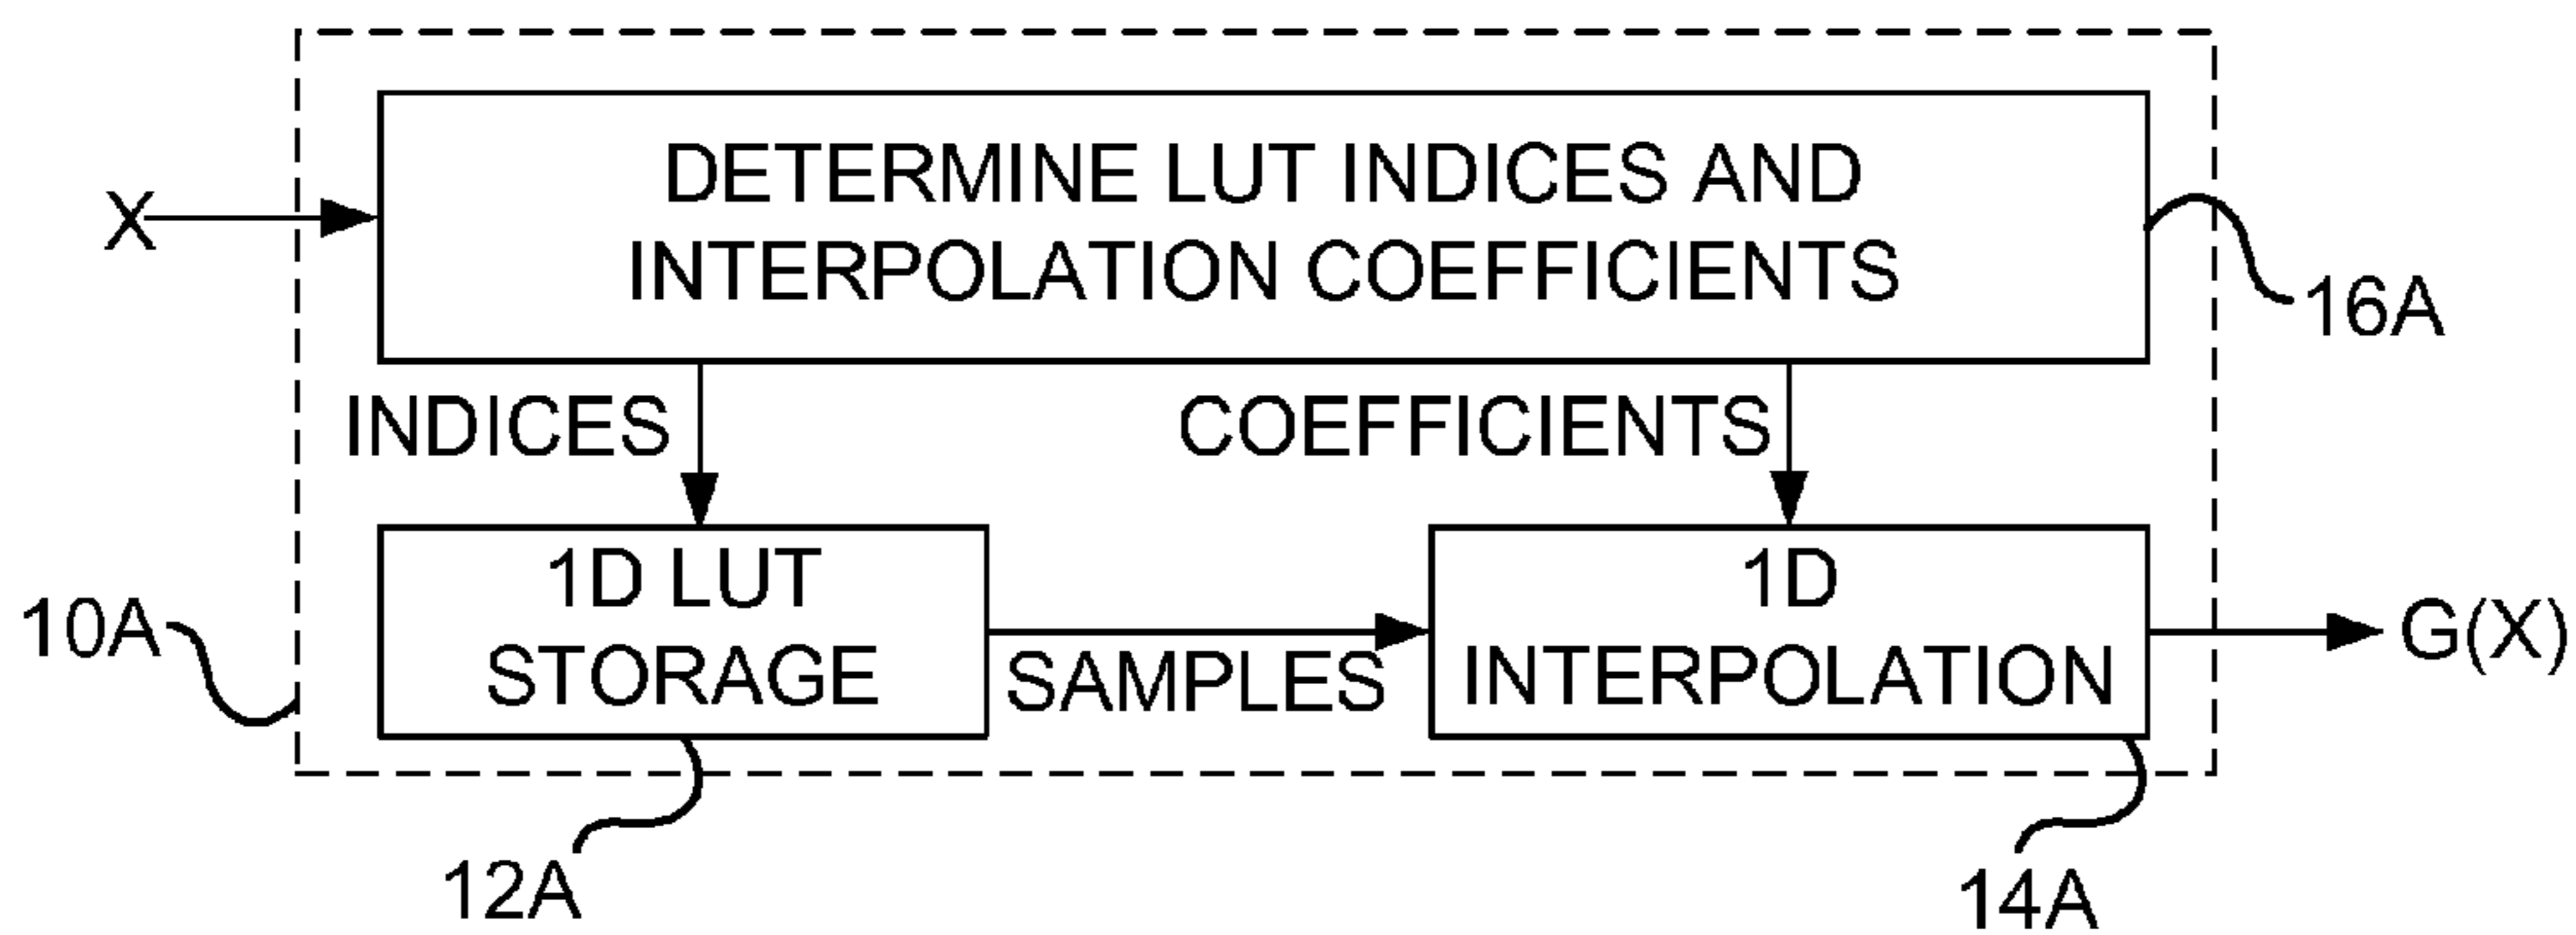 DETERMINE LUT INDICES AND
INTERPOLATION COEFFICIENTS
X
16A
INDICES
COEFFICIENTS
1D LUT
STORAGE
SAMPLES
1D
INTERPOLATION
G(X)
10A
12A
14A